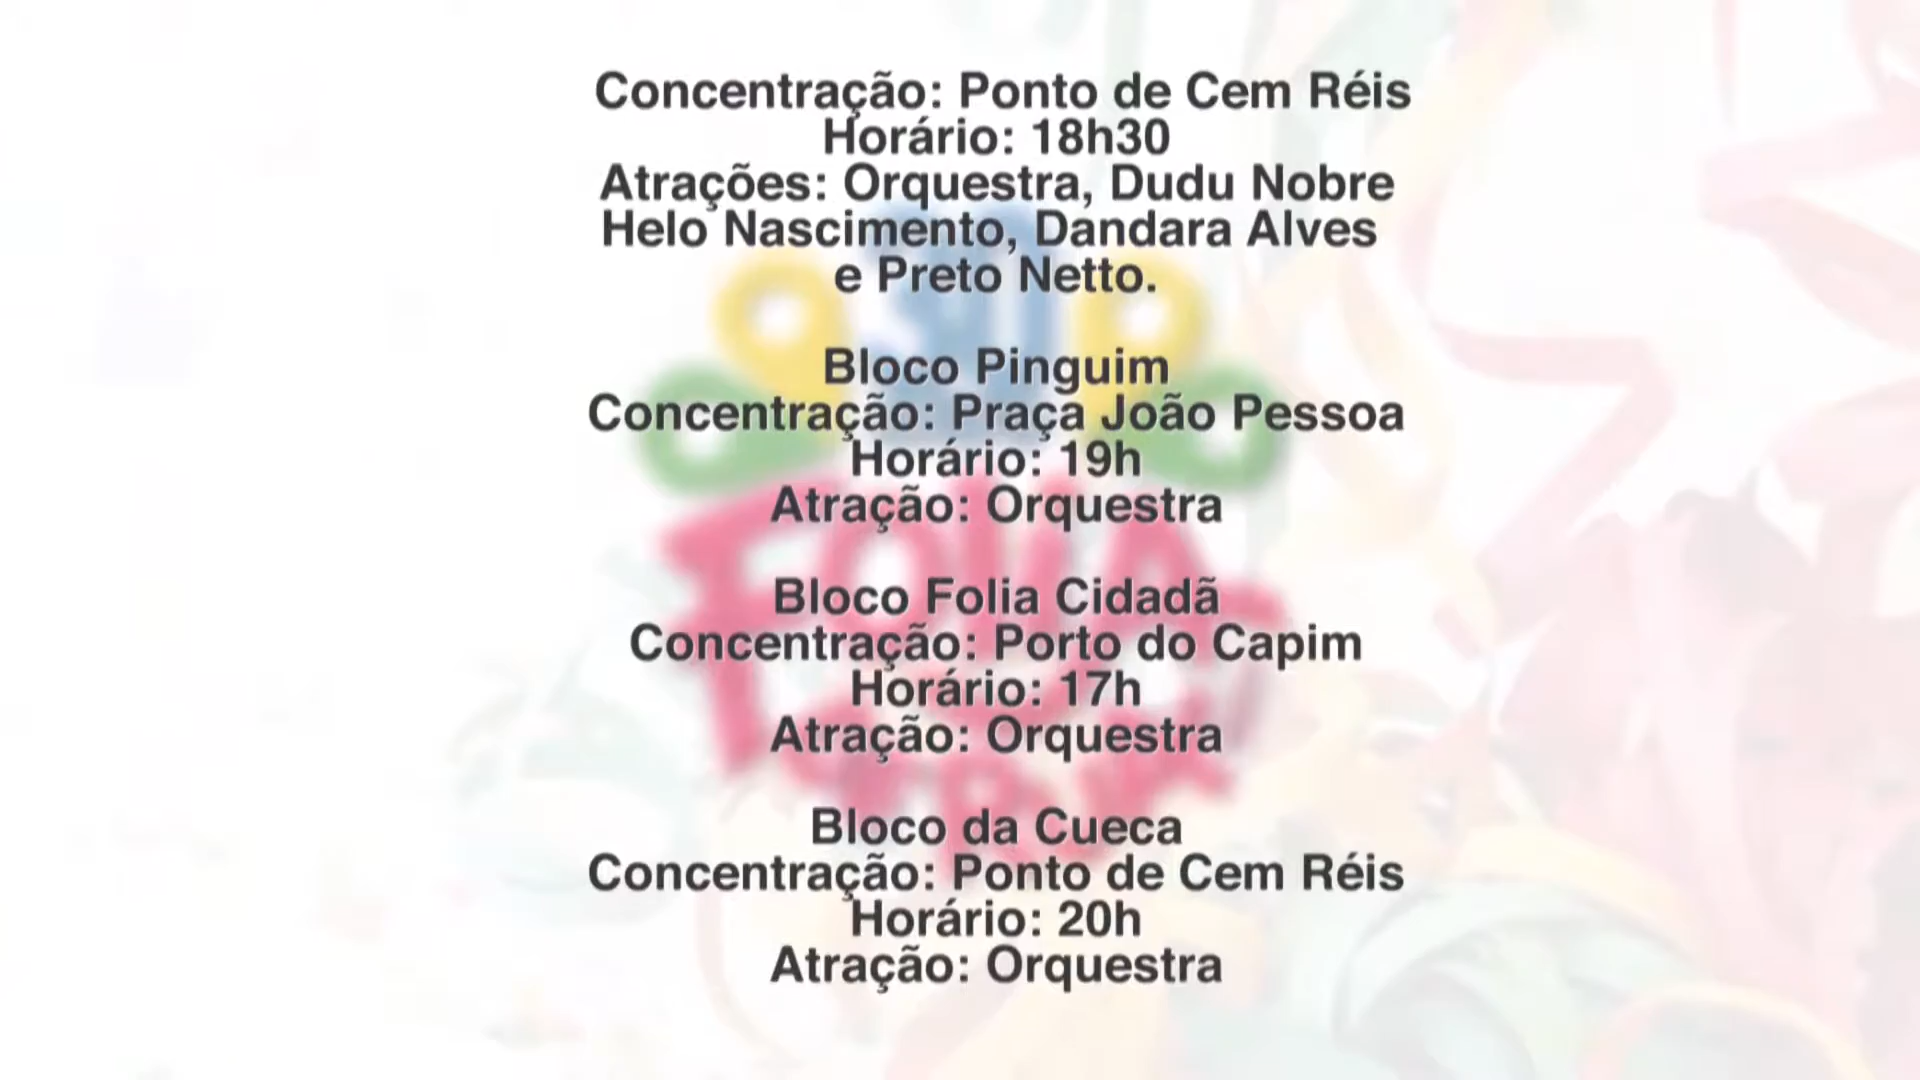 Concentração: Ponto de Cem Réis
Horário: 18h30
Atrações: Orquestra, Dudu Nobre
Helo Nascimento, Dandara Alves
e Preto Netto.
Bloco Pinguim
Concentração: Praça João Pessoa
Horário: 19h
Atração: Orquestra
Bloco Folia Cidadã
Concentração: Porto do Capim
Horário: 17h
Atração: Orquestra
Bloco da Cueca
Concentração: Ponto de Cem Réis
Horário: 20h
Atração: Orquestra
FOLIA